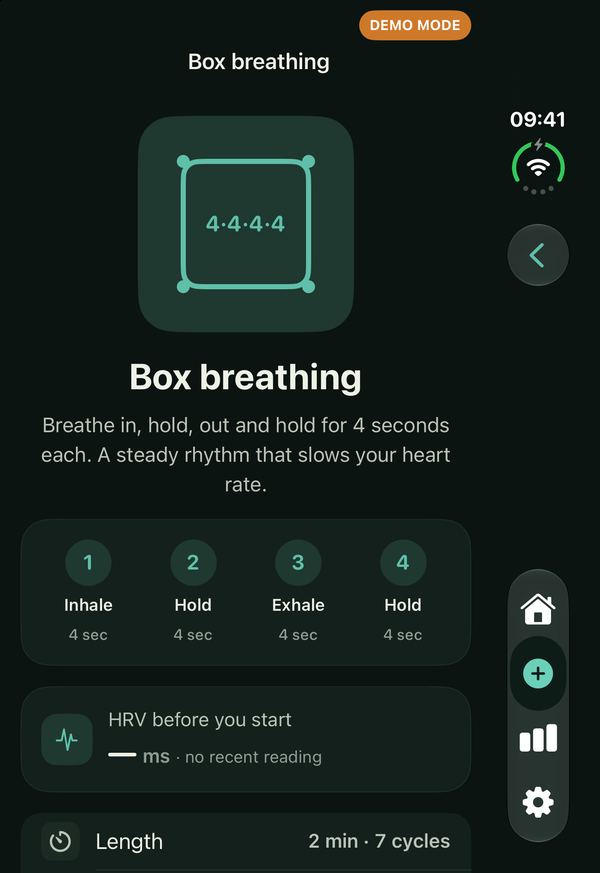 DEMO MODE
Box breathing
09:41
4·4·4·4
Box breathing
Breathe in, hold, out and hold for 4 seconds
each. A steady rhythm that slows your heart
rate.
1 2 3 4
Inhale Hold Exhale Hold
4 sec 4 sec 4 sec 4 sec
HRV before you start
— ms · no recent reading
Length 2 min · 7 cycles